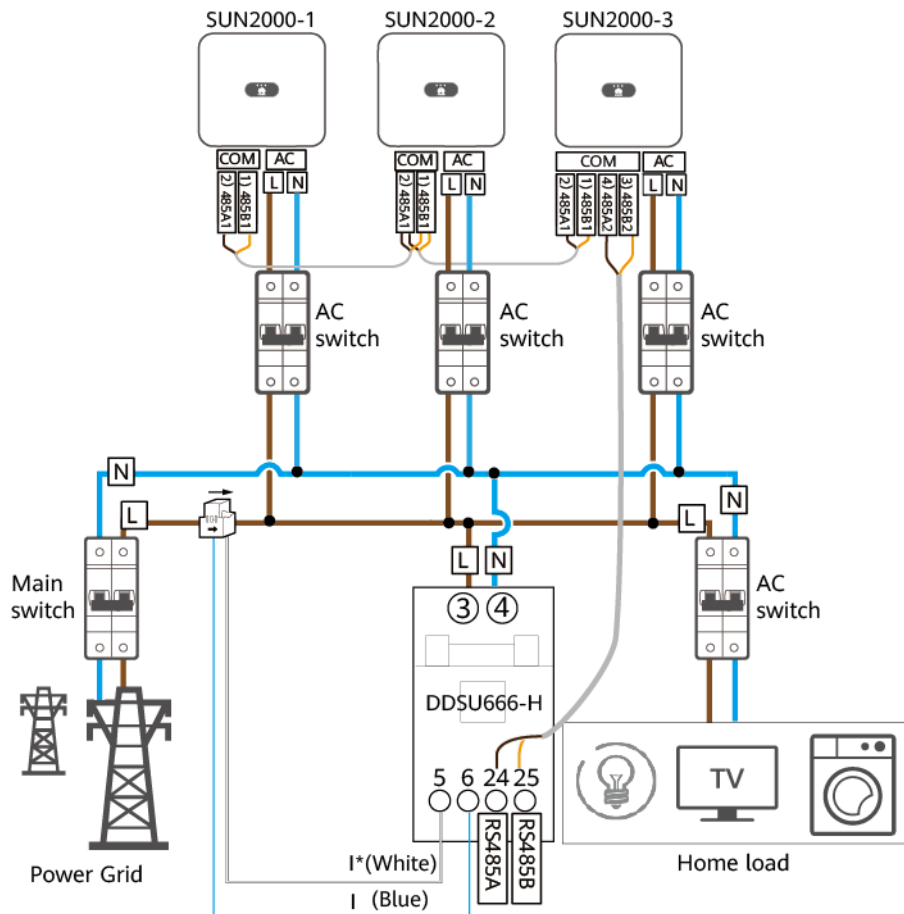 SUN2000-1
SUN2000-2
SUN2000-3
COM
AC
2) 485A1
1) 485B1
L
N
COM
AC
2) 485A1
1) 485B1
L
N
COM
AC
2) 485A1
1) 485B1
4) 485A2
3) 485B2
L
N
AC
switch
AC
switch
AC
switch
N
L
N
L
Main
switch
L
N
3
4
AC
switch
DDSU666-H
5
6
24
25
RS485A
RS485B
TV
I*(White)
I (Blue)
Power Grid
Home load